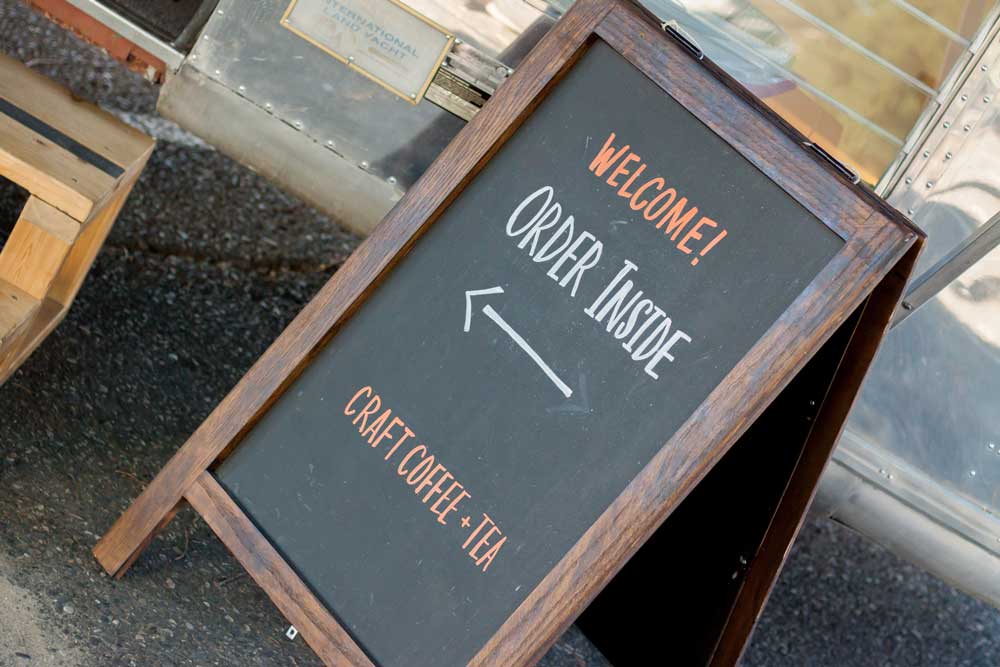 INTERNATIONAL
LAND YACHT
WELCOME!
ORDER INSIDE
CRAFT COFFEE + TEA